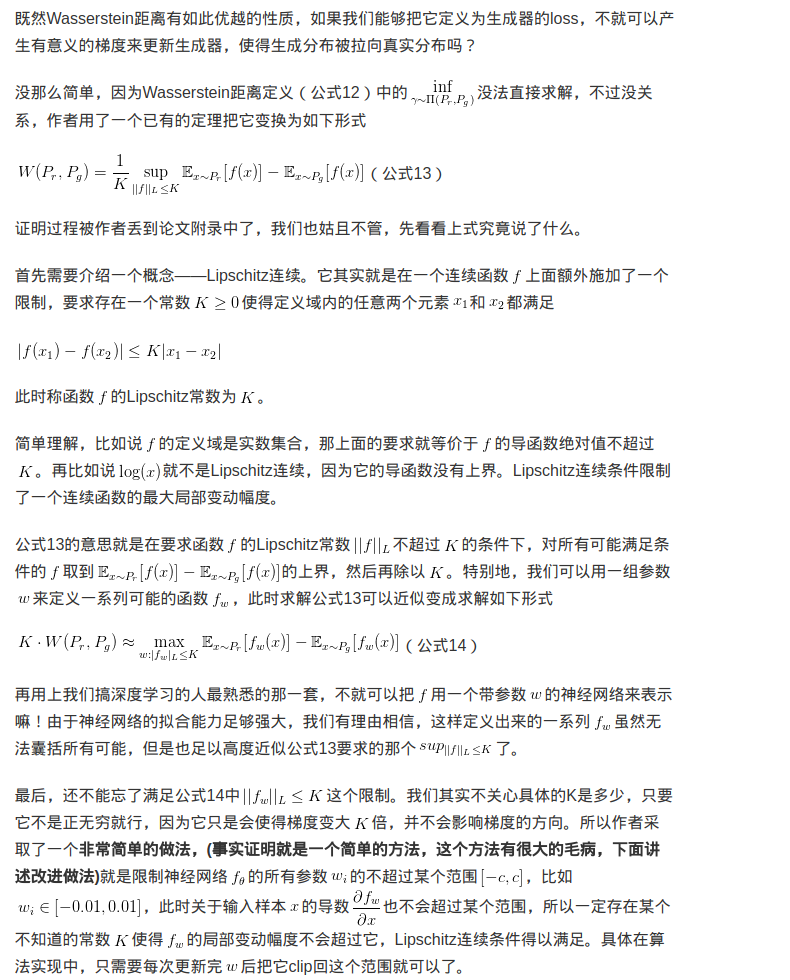 既然Wasserstein距离有如此优越的性质，如果我们能够把它定义为生成器的loss，不就可以产
生有意义的梯度来更新生成器，使得生成分布被拉向真实分布吗？
没那么简单，因为Wasserstein距离定义（公式12）中的 inf_{γ∼Π(P_r,P_g)} 没法直接求解，不过没关
系，作者用了一个已有的定理把它变换为如下形式
W(P_r, P_g) = \frac{1}{K} sup_{||f||_L ≤ K} 𝔼_{x∼P_r}[f(x)] − 𝔼_{x∼P_g}[f(x)]（公式13）
证明过程被作者丢到论文附录中了，我们也姑且不管，先看看上式究竟说了什么。
首先需要介绍一个概念——Lipschitz连续。它其实就是在一个连续函数 f 上面额外施加了一个
限制，要求存在一个常数 K ≥ 0 使得定义域内的任意两个元素 x_1 和 x_2 都满足
|f(x_1) − f(x_2)| ≤ K|x_1 − x_2|
此时称函数 f 的Lipschitz常数为 K 。
简单理解，比如说 f 的定义域是实数集合，那上面的要求就等价于 f 的导函数绝对值不超过
K 。再比如说 log(x) 就不是Lipschitz连续，因为它的导函数没有上界。Lipschitz连续条件限制
了一个连续函数的最大局部变动幅度。
公式13的意思就是在要求函数 f 的Lipschitz常数 ||f||_L 不超过 K 的条件下，对所有可能满足条
件的 f 取到 𝔼_{x∼P_r}[f(x)] − 𝔼_{x∼P_g}[f(x)] 的上界，然后再除以 K 。特别地，我们可以用一组参数
w 来定义一系列可能的函数 f_w ，此时求解公式13可以近似变成求解如下形式
K · W(P_r, P_g) ≈ max_{w:|f_w|_L ≤ K} 𝔼_{x∼P_r}[f_w(x)] − 𝔼_{x∼P_g}[f_w(x)]（公式14）
再用上我们搞深度学习的人最熟悉的那一套，不就可以把 f 用一个带参数 w 的神经网络来表示
嘛！由于神经网络的拟合能力足够强大，我们有理由相信，这样定义出来的一系列 f_w 虽然无
法囊括所有可能，但是也足以高度近似公式13要求的那个 sup_{||f||_L ≤ K} 了。
最后，还不能忘了满足公式14中 ||f_w||_L ≤ K 这个限制。我们其实不关心具体的K是多少，只要
它不是正无穷就行，因为它只是会使得梯度变大 K 倍，并不会影响梯度的方向。所以作者采
取了一个非常简单的做法，(事实证明就是一个简单的方法，这个方法有很大的毛病，下面讲
述改进做法)就是限制神经网络 f_θ 的所有参数 w_i 的不超过某个范围 [−c, c] ，比如
w_i ∈ [−0.01, 0.01] ，此时关于输入样本 x 的导数 \frac{∂f_w}{∂x} 也不会超过某个范围，所以一定存在某个
不知道的常数 K 使得 f_w 的局部变动幅度不会超过它，Lipschitz连续条件得以满足。具体在算
法实现中，只需要每次更新完 w 后把它clip回这个范围就可以了。